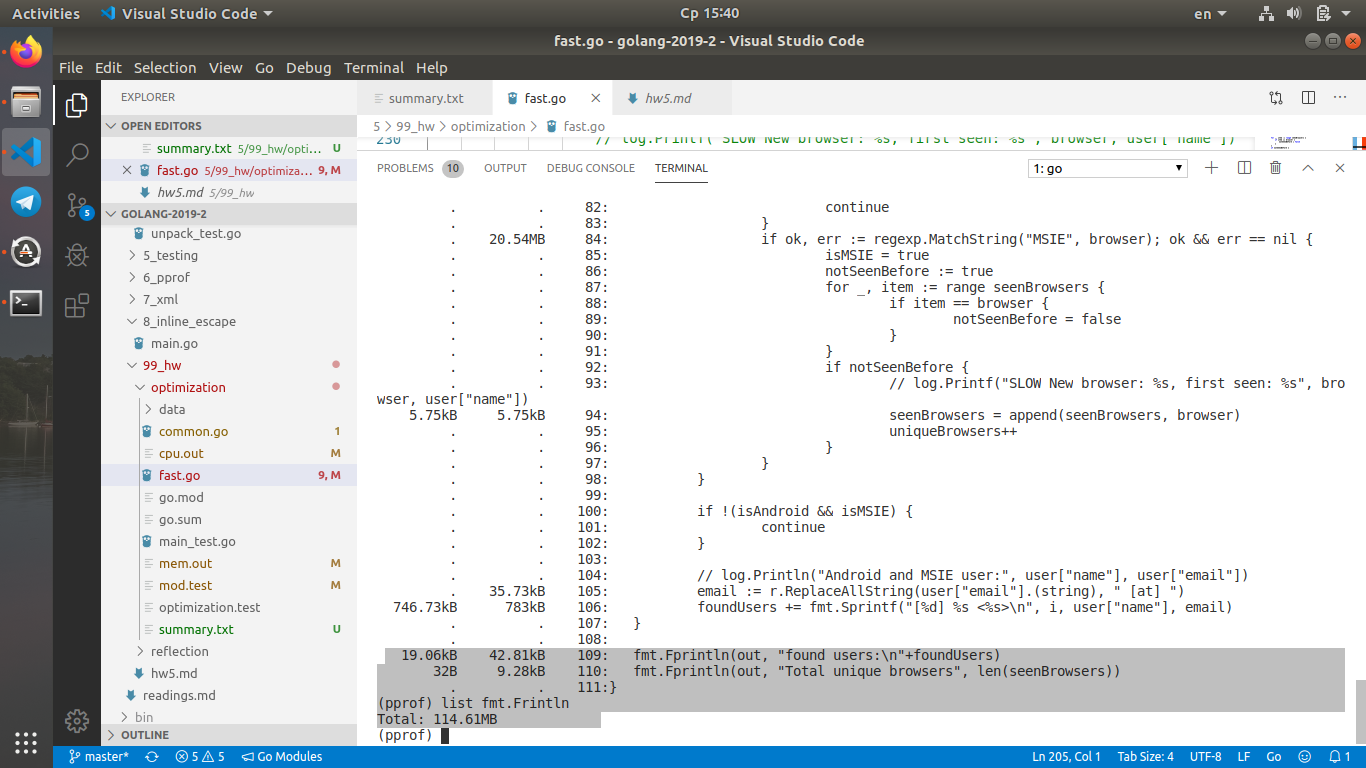 Activities Visual Studio Code Ср 15:40 en
fast.go - golang-2019-2 - Visual Studio Code
File Edit Selection View Go Debug Terminal Help
EXPLORER
OPEN EDITORS
summary.txt 5/99_hw/opti... U
fast.go 5/99_hw/optimiza... 9, M
hw5.md 5/99_hw
GOLANG-2019-2
unpack_test.go
5_testing
6_pprof
7_xml
8_inline_escape
main.go
99_hw
optimization
data
common.go 1
cpu.out M
fast.go 9, M
go.mod
go.sum
main_test.go
mem.out M
mod.test M
optimization.test
summary.txt U
reflection
hw5.md
readings.md
bin
OUTLINE
5
summary.txt fast.go hw5.md
5 > 99_hw > optimization > fast.go
230 // log.Printf("SLOW New browser: %s, first seen: %s", browser, user["name"])
PROBLEMS 10 OUTPUT DEBUG CONSOLE TERMINAL 1: go
. . 82: continue
. . 83: }
. 20.54MB 84: if ok, err := regexp.MatchString("MSIE", browser); ok && err == nil {
. . 85: isMSIE = true
. . 86: notSeenBefore := true
. . 87: for _, item := range seenBrowsers {
. . 88: if item == browser {
. . 89: notSeenBefore = false
. . 90: }
. . 91: }
. . 92: if notSeenBefore {
. . 93: // log.Printf("SLOW New browser: %s, first seen: %s", bro
wser, user["name"])
5.75kB 5.75kB 94: seenBrowsers = append(seenBrowsers, browser)
. . 95: uniqueBrowsers++
. . 96: }
. . 97: }
. . 98: }
. . 99:
. . 100: if !(isAndroid && isMSIE) {
. . 101: continue
. . 102: }
. . 103:
. . 104: // log.Println("Android and MSIE user:", user["name"], user["email"])
. 35.73kB 105: email := r.ReplaceAllString(user["email"].(string), " [at] ")
746.73kB 783kB 106: foundUsers += fmt.Sprintf("[%d] %s <%s>\n", i, user["name"], email)
. . 107: }
. . 108:
19.06kB 42.81kB 109: fmt.Fprintln(out, "found users:\n"+foundUsers)
32B 9.28kB 110: fmt.Fprintln(out, "Total unique browsers", len(seenBrowsers))
. . 111:}
(pprof) list fmt.Frintln
Total: 114.61MB
(pprof)
master* 5 5 Go Modules Ln 205, Col 1 Tab Size: 4 UTF-8 LF Go 1